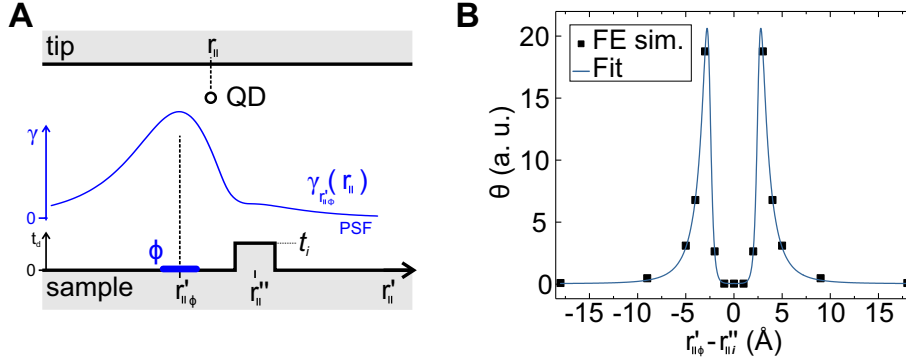 A
tip
r||
QD
γ
γr'||φ(r||)
0
PSF
td
ϕ
ti
0
sample
r'||φ
r''||
r'||
B
20
15
10
5
0
θ (a. u.)
FE sim.
Fit
-15 -10 -5 0 5 10 15
r'||φ - r''||i (Å)